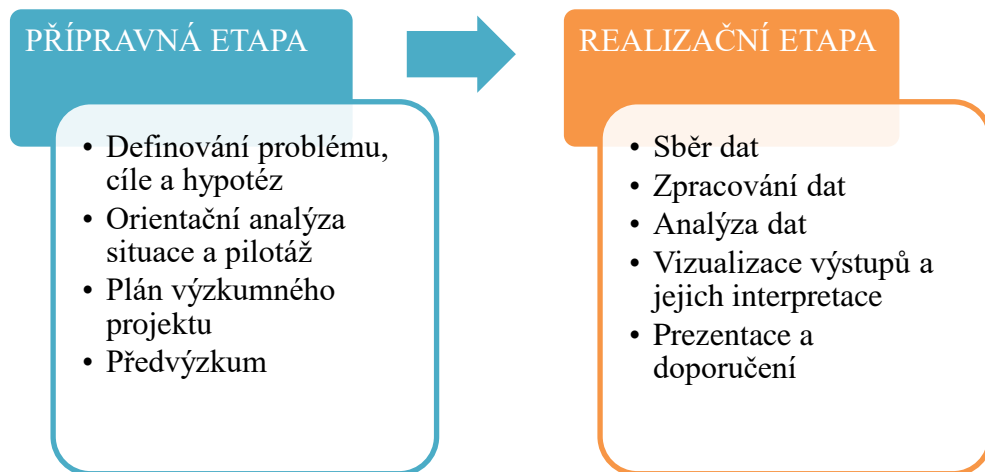 PŘÍPRAVNÁ ETAPA
• Definování problému,
cíle a hypotéz
• Orientační analýza
situace a pilotáž
• Plán výzkumného
projektu
• Předvýzkum
REALIZAČNÍ ETAPA
• Sběr dat
• Zpracování dat
• Analýza dat
• Vizualizace výstupů a
jejich interpretace
• Prezentace a
doporučení